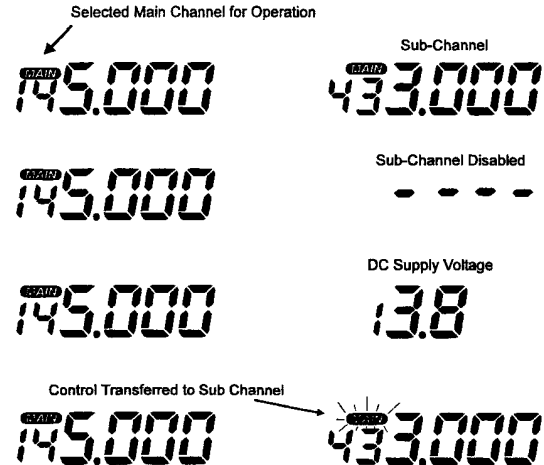 Selected Main Channel for Operation
Sub-Channel
MAIN MAIN
145.000 433.000
Sub-Channel Disabled
MAIN
145.000 - - - -
DC Supply Voltage
MAIN
145.000 13.8
Control Transferred to Sub Channel
MAIN MAIN
145.000 433.000